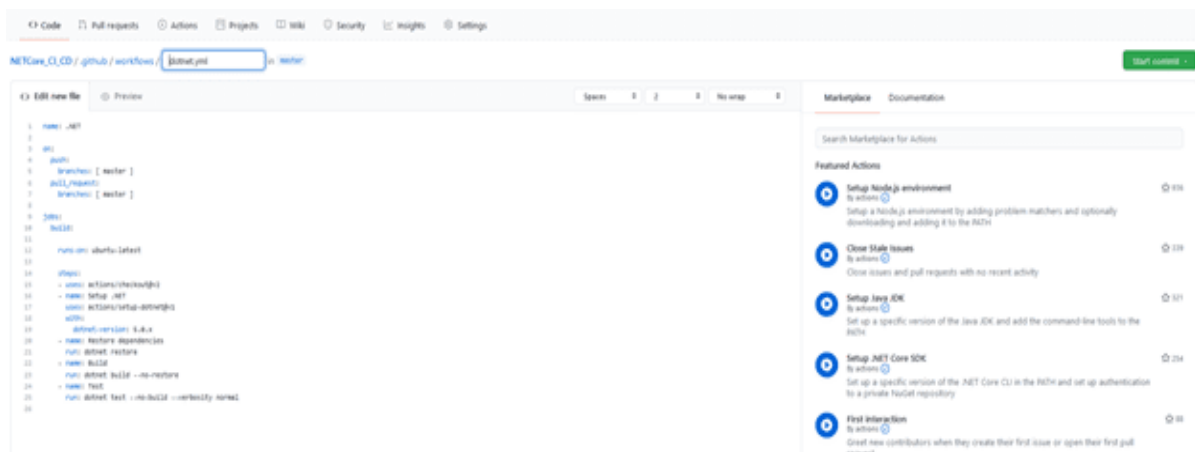 Code Pull requests Actions Projects Wiki Security Insights Settings
NETCore_CI_CD / .github / workflows / dotnet.yml in master
Start commit
Edit new file Preview
Spaces 2 No wrap
1 name: .NET
2
3 on:
4 push:
5 branches: [ master ]
6 pull_request:
7 branches: [ master ]
8
9 jobs:
10 build:
11
12 runs-on: ubuntu-latest
13
14 steps:
15 - uses: actions/checkout@v2
16 - name: Setup .NET
17 uses: actions/setup-dotnet@v1
18 with:
19 dotnet-version: 5.0.x
20 - name: Restore dependencies
21 run: dotnet restore
22 - name: Build
23 run: dotnet build --no-restore
24 - name: Test
25 run: dotnet test --no-build --verbosity normal
26
Marketplace Documentation
Search Marketplace for Actions
Featured Actions
Setup Node.js environment
By actions
Setup a Node.js environment by adding problem matchers and optionally
downloading and adding it to the PATH
Close Stale Issues
By actions
Close issues and pull requests with no recent activity
Setup Java JDK
By actions
321
Set up a specific version of the Java JDK and add the command-line tools to the
PATH
Setup .NET Core SDK
By actions
254
Set up a specific version of the .NET Core CLI in the PATH and set up authentication
to a private NuGet repository
First interaction
By actions
Greet new contributors when they create their first issue or open their first pull